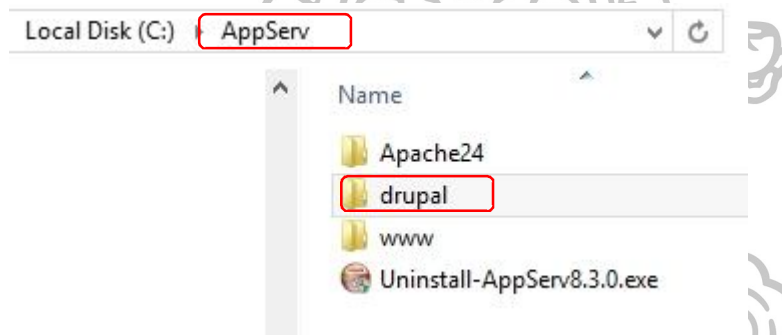 Local Disk (C:) AppServ
Name
Apache24
drupal
www
Uninstall-AppServ8.3.0.exe